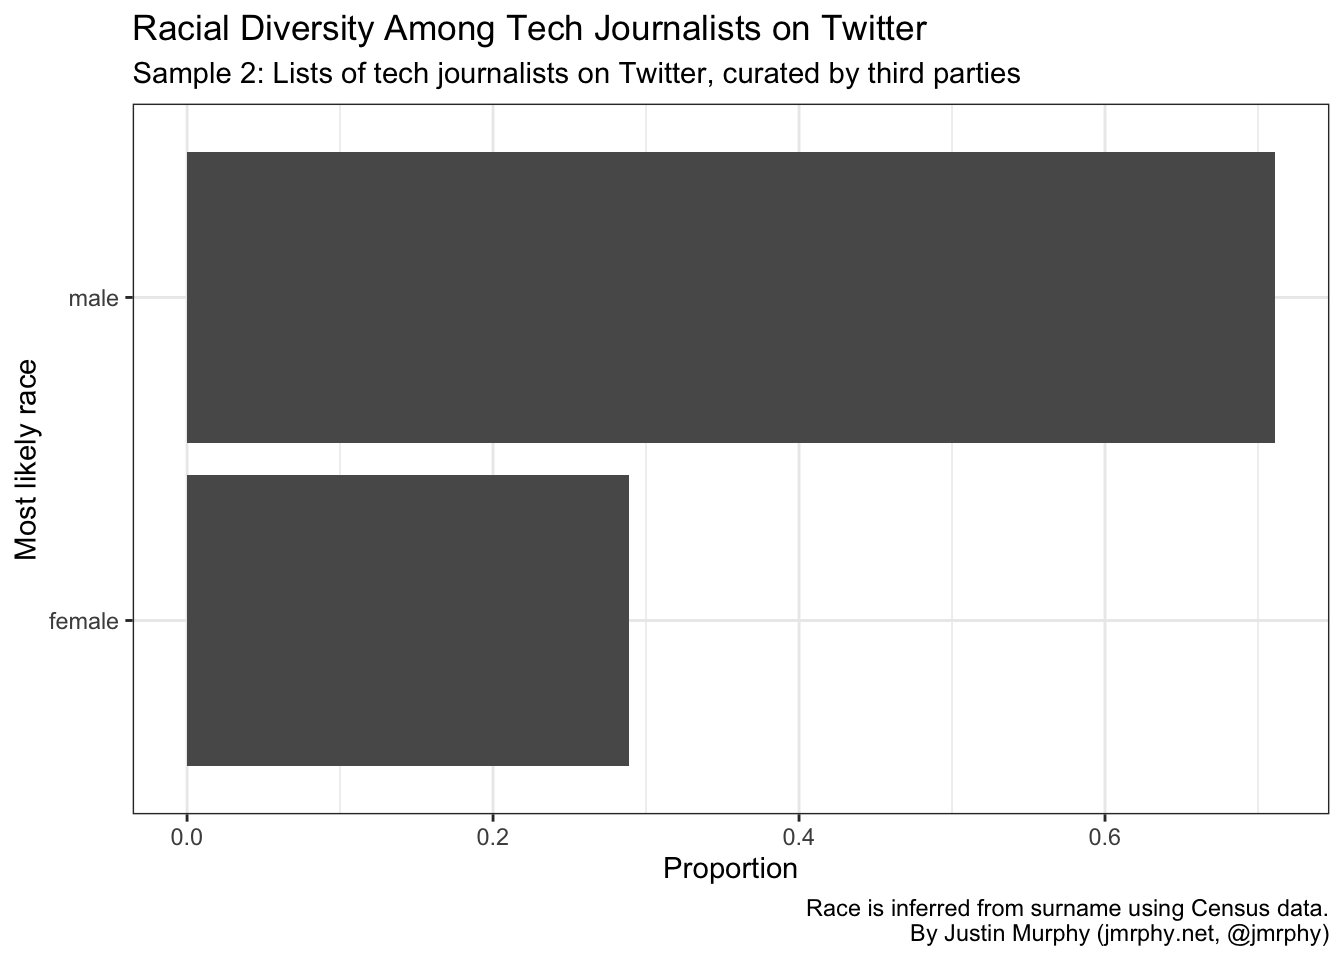 Racial Diversity Among Tech Journalists on Twitter
Sample 2: Lists of tech journalists on Twitter, curated by third parties
Most likely race
male
female
0.0 0.2 0.4 0.6
Proportion
Race is inferred from surname using Census data.
By Justin Murphy (jmrphy.net, @jmrphy)